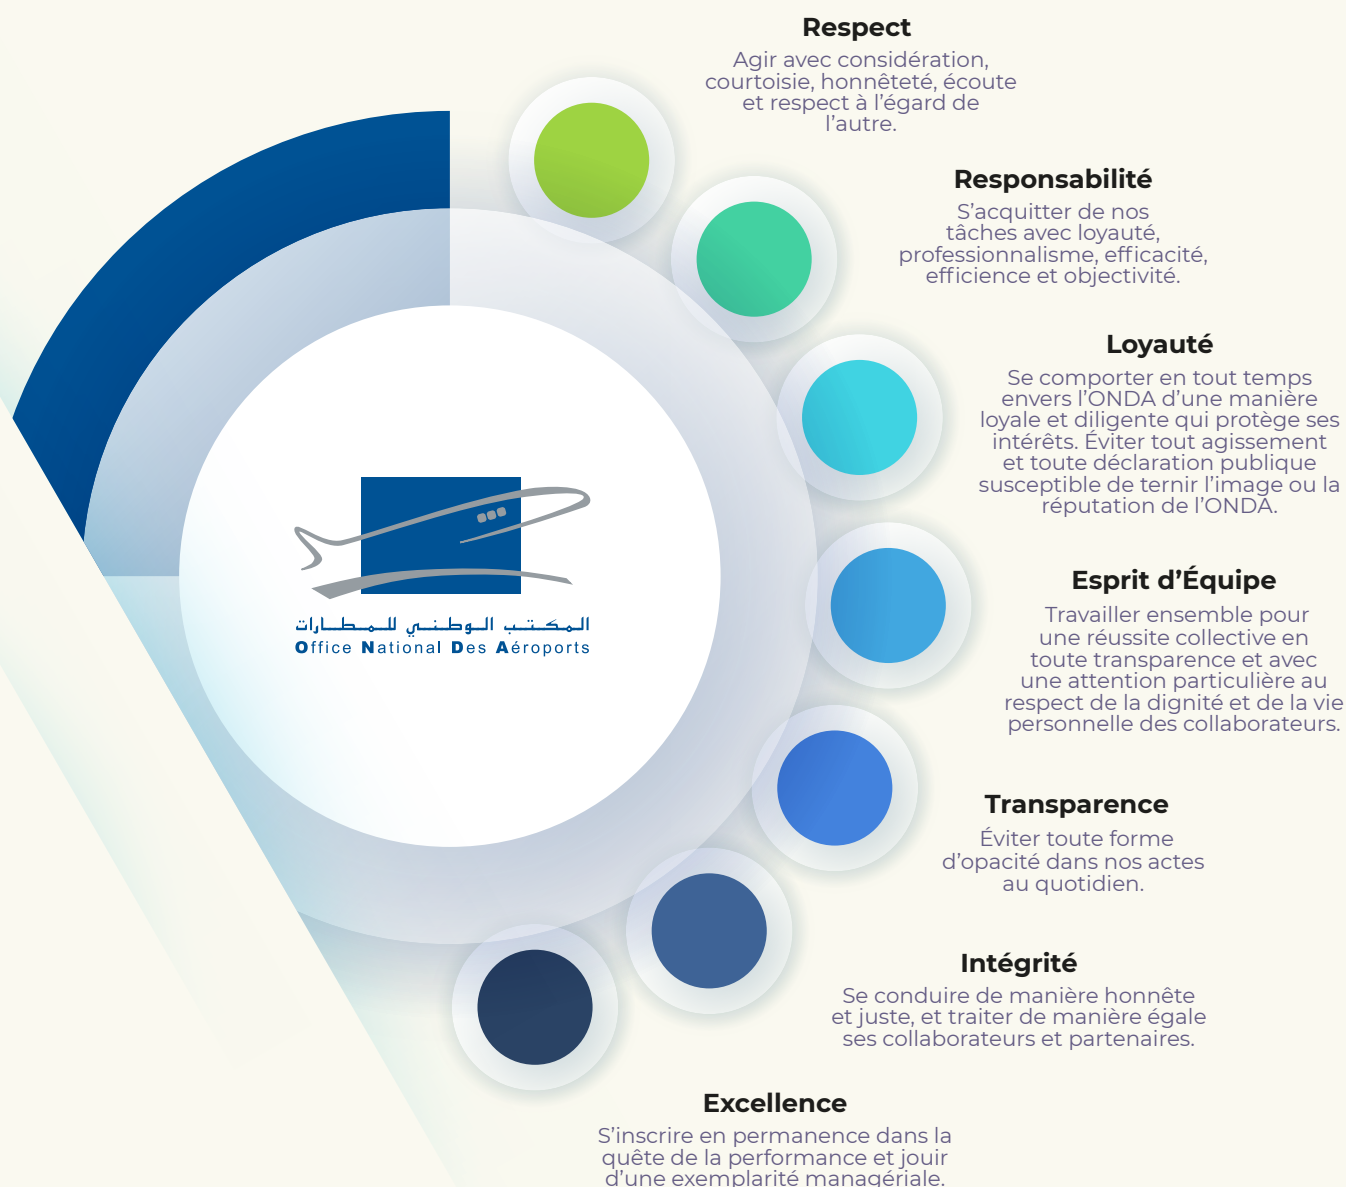 Respect
Agir avec considération,
courtoisie, honnêteté, écoute
et respect à l’égard de
l’autre.
Responsabilité
S’acquitter de nos
tâches avec loyauté,
professionnalisme, efficacité,
efficience et objectivité.
Loyauté
Se comporter en tout temps
envers l’ONDA d’une manière
loyale et diligente qui protège ses
intérêts. Éviter tout agissement
et toute déclaration publique
susceptible de ternir l’image ou la
réputation de l’ONDA.
المكتب الوطني للمطارات
Office National Des Aéroports
Esprit d’Équipe
Travailler ensemble pour
une réussite collective en
toute transparence et avec
une attention particulière au
respect de la dignité et de la vie
personnelle des collaborateurs.
Transparence
Éviter toute forme
d’opacité dans nos actes
au quotidien.
Intégrité
Se conduire de manière honnête
et juste, et traiter de manière égale
ses collaborateurs et partenaires.
Excellence
S’inscrire en permanence dans la
quête de la performance et jouir
d’une exemplarité managériale.